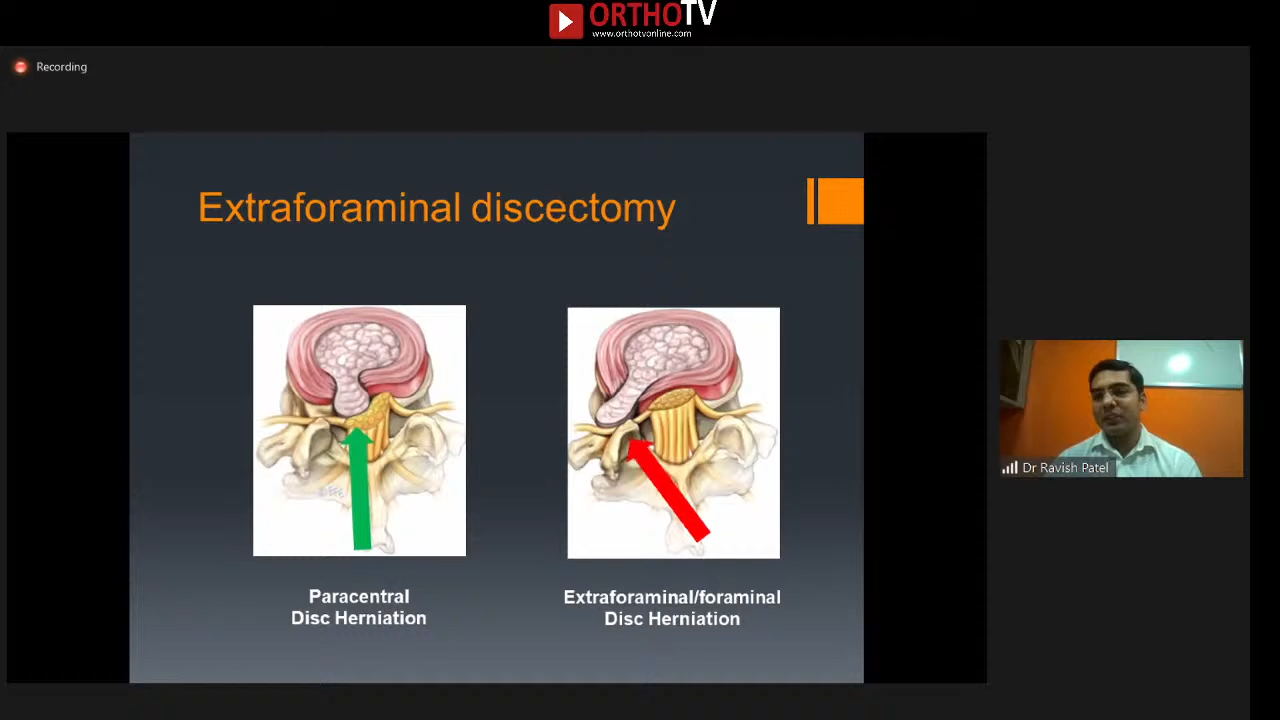 ORTHOTV
www.orthotvonline.com
Recording
Extraforaminal discectomy
Paracentral
Disc Herniation
Extraforaminal/foraminal
Disc Herniation
Dr Ravish Patel